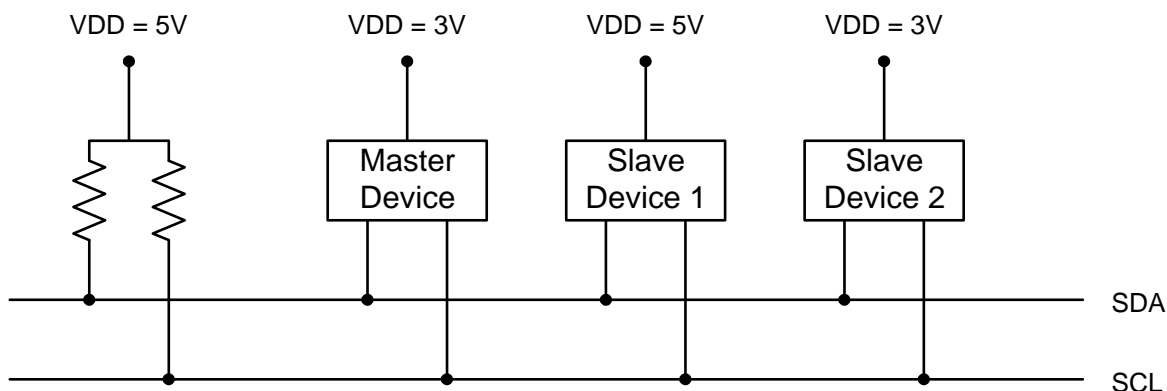 VDD = 5V
VDD = 3V
VDD = 5V
VDD = 3V
Master
Device
Slave
Device 1
Slave
Device 2
SDA
SCL